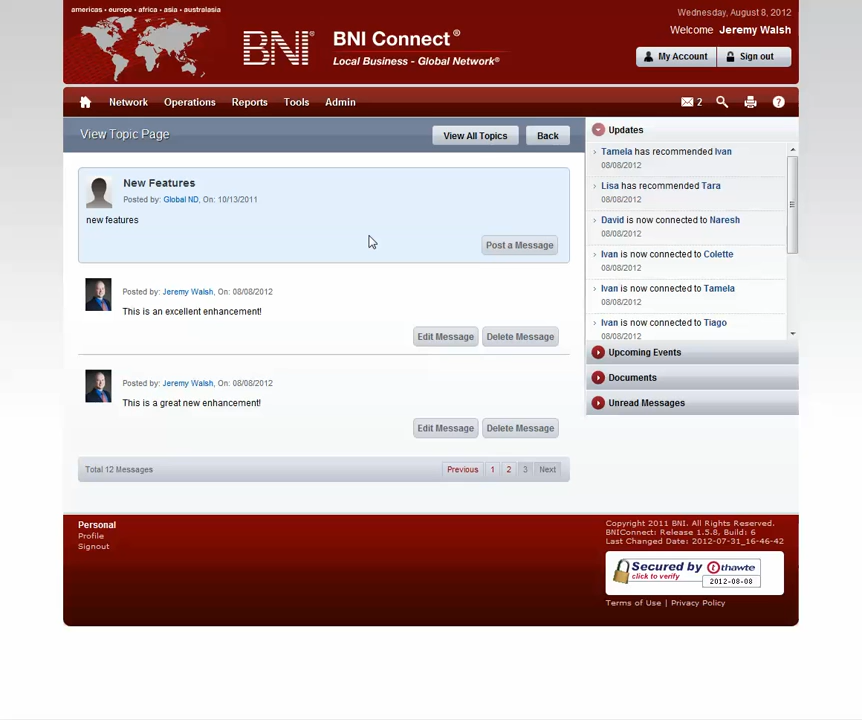 americas • europe • africa • asia • australasia
Wednesday, August 8, 2012
Welcome Jeremy Walsh
BNI® BNI Connect®
Local Business - Global Network®
My Account Sign out
Network Operations Reports Tools Admin 2
View Topic Page View All Topics Back
New Features
Posted by: Global ND, On: 10/13/2011
new features
Post a Message
Posted by: Jeremy Walsh, On: 08/08/2012
This is an excellent enhancement!
Edit Message Delete Message
Posted by: Jeremy Walsh, On: 08/08/2012
This is a great new enhancement!
Edit Message Delete Message
Total 12 Messages Previous 1 2 3 Next
Updates
Tamela has recommended Ivan
08/08/2012
Lisa has recommended Tara
08/08/2012
David is now connected to Naresh
08/08/2012
Ivan is now connected to Colette
08/08/2012
Ivan is now connected to Tamela
08/08/2012
Ivan is now connected to Tiago
08/08/2012
Upcoming Events
Documents
Unread Messages
Personal
Profile
Signout
Copyright 2011 BNI. All Rights Reserved.
BNIConnect: Release 1.5.8, Build: 6
Last Changed Date: 2012-07-31_16-46-42
Secured by thawte
click to verify 2012-08-08
Terms of Use | Privacy Policy